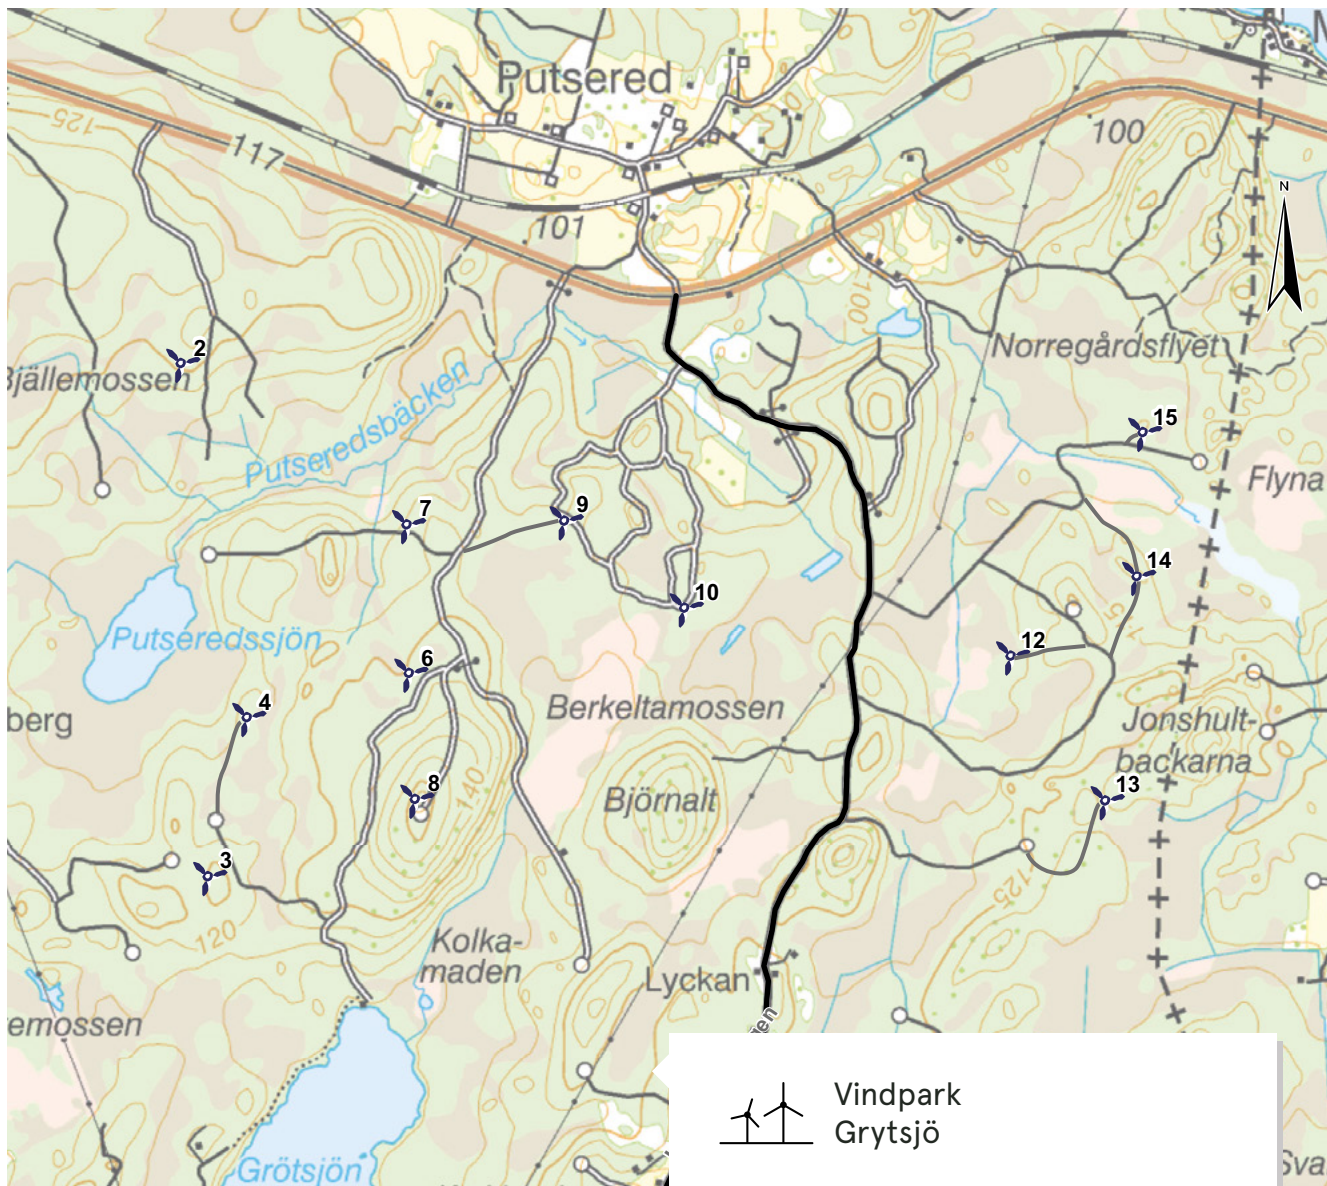 Putsered
125
117
100
101
N
2
Bjällemossen
Putseredsbäcken
100
Norregårdsflyet
15
Flyna
7
9
14
10
Putseredssjön
6
12
4
berg
Berkeltamossen
Jonshult-
backarna
8
140
Björnalt
13
3
125
120
Kolka-
maden
Lyckan
emossen
Vindpark
Grytsjö
Grötsjön
Sva